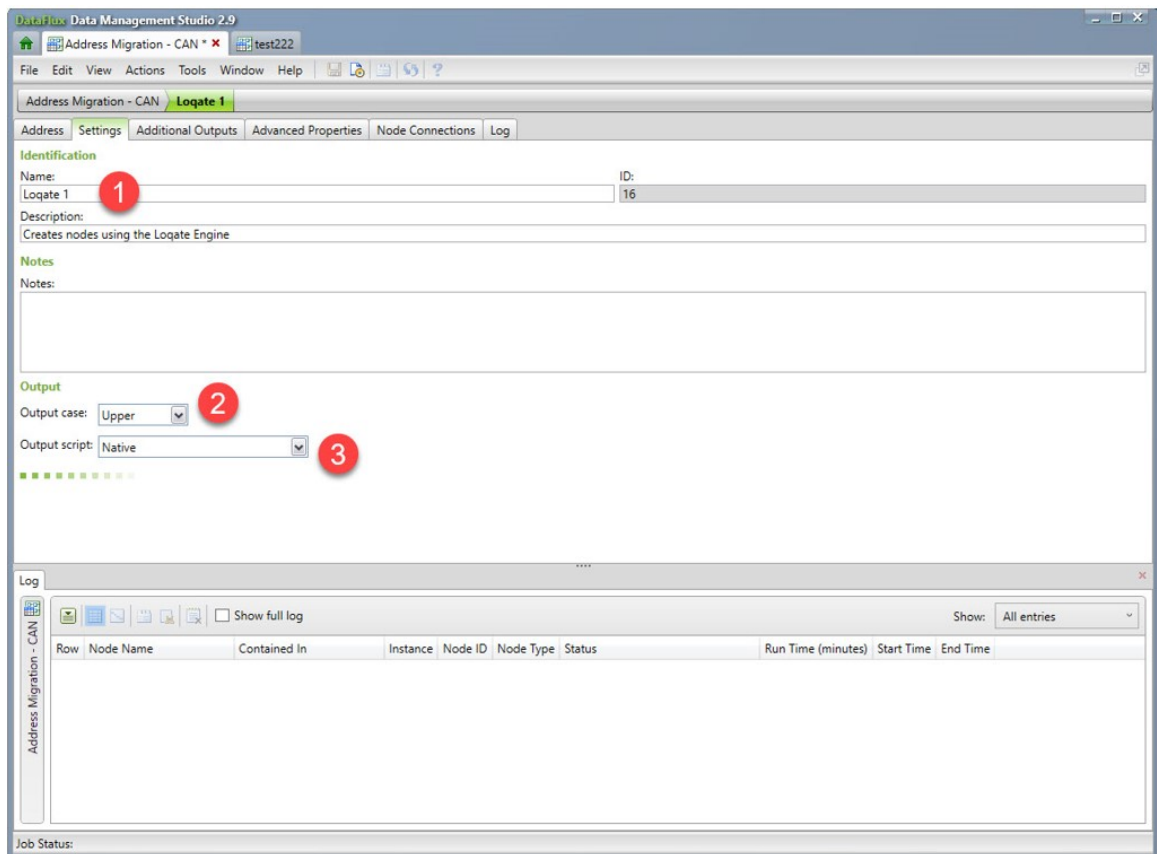 DataFlux Data Management Studio 2.9
Address Migration - CAN * test222
File Edit View Actions Tools Window Help
Address Migration - CAN Loqate 1
Address Settings Additional Outputs Advanced Properties Node Connections Log
Identification
Name: ID:
Loqate 1 1 16
Description:
Creates nodes using the Loqate Engine
Notes
Notes:
Output
Output case: Upper 2
Output script: Native 3
Log
Show full log Show: All entries
Row Node Name Contained In Instance Node ID Node Type Status Run Time (minutes) Start Time End Time
Address Migration - CAN
Job Status: